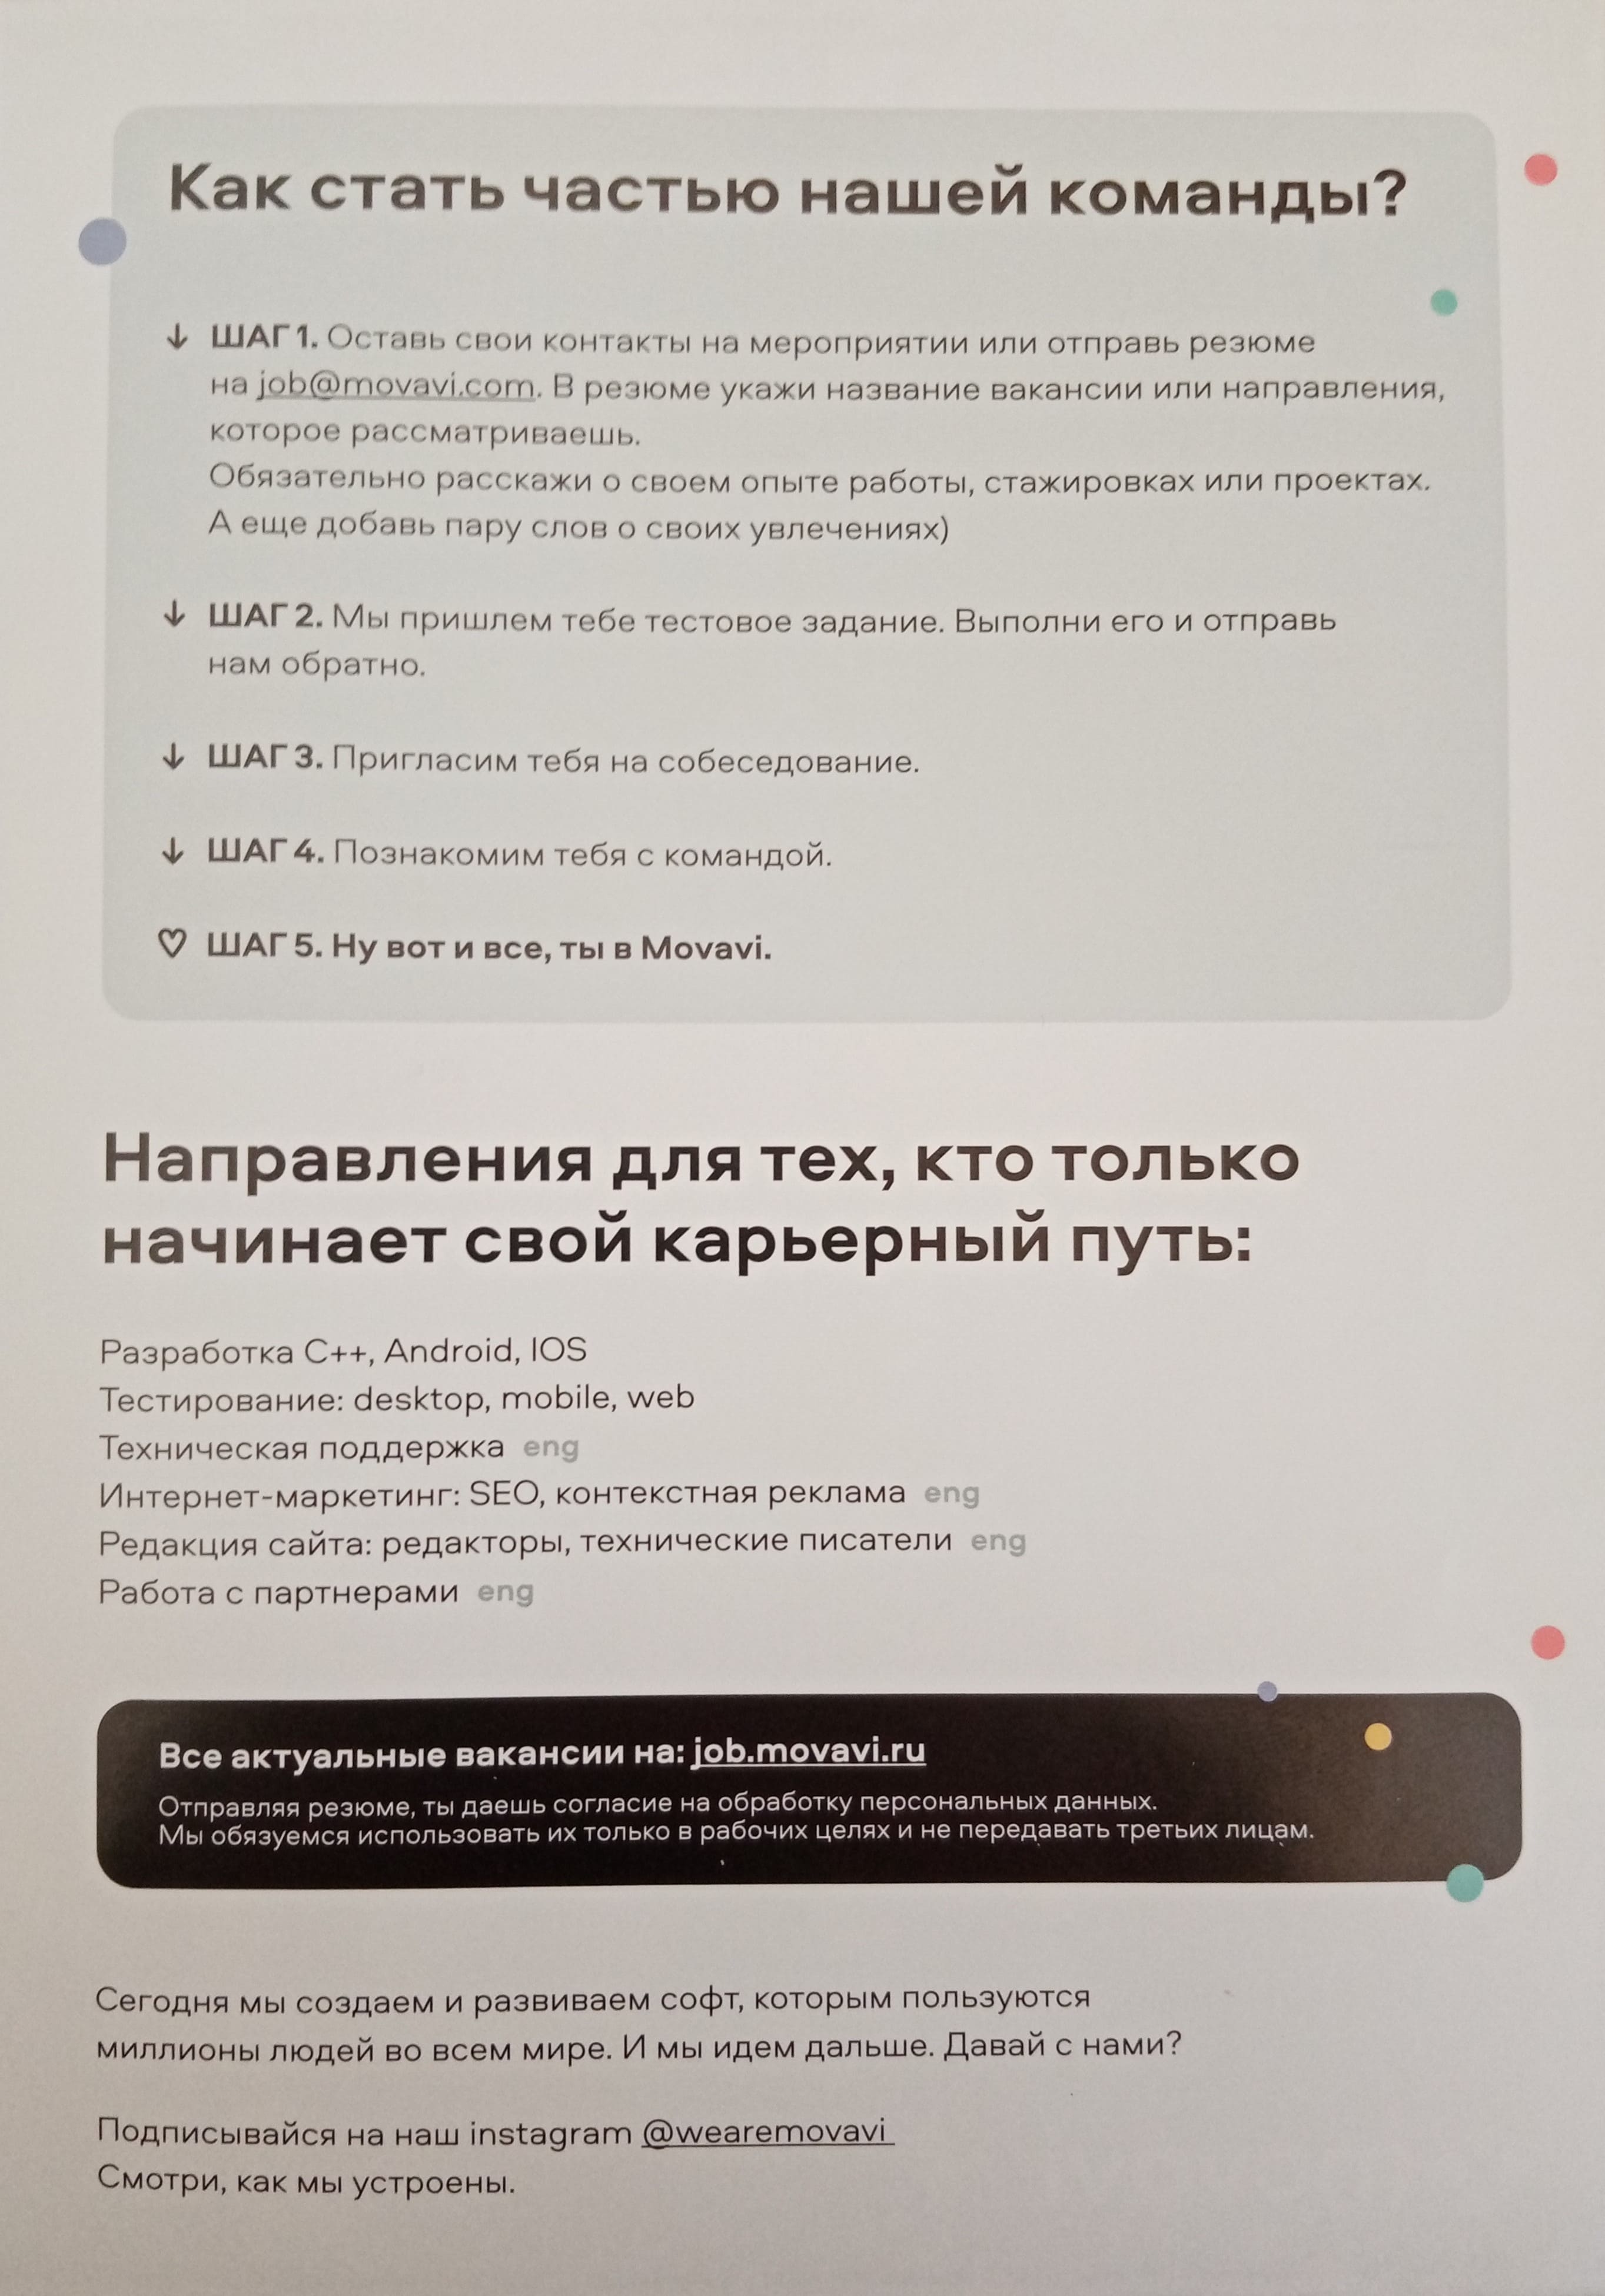 Как стать частью нашей команды?
↓ ШАГ 1. Оставь свои контакты на мероприятии или отправь резюме
на job@movavi.com. В резюме укажи название вакансии или направления,
которое рассматриваешь.
Обязательно расскажи о своем опыте работы, стажировках или проектах.
А еще добавь пару слов о своих увлечениях)
↓ ШАГ 2. Мы пришлем тебе тестовое задание. Выполни его и отправь
нам обратно.
↓ ШАГ 3. Пригласим тебя на собеседование.
↓ ШАГ 4. Познакомим тебя с командой.
♡ ШАГ 5. Ну вот и все, ты в Movavi.
Направления для тех, кто только
начинает свой карьерный путь:
Разработка C++, Android, IOS
Тестирование: desktop, mobile, web
Техническая поддержка eng
Интернет-маркетинг: SEO, контекстная реклама eng
Редакция сайта: редакторы, технические писатели eng
Работа с партнерами eng
Все актуальные вакансии на: job.movavi.ru
Отправляя резюме, ты даешь согласие на обработку персональных данных.
Мы обязуемся использовать их только в рабочих целях и не передавать третьих лицам.
Сегодня мы создаем и развиваем софт, которым пользуются
миллионы людей во всем мире. И мы идем дальше. Давай с нами?
Подписывайся на наш instagram @wearemovavi
Смотри, как мы устроены.